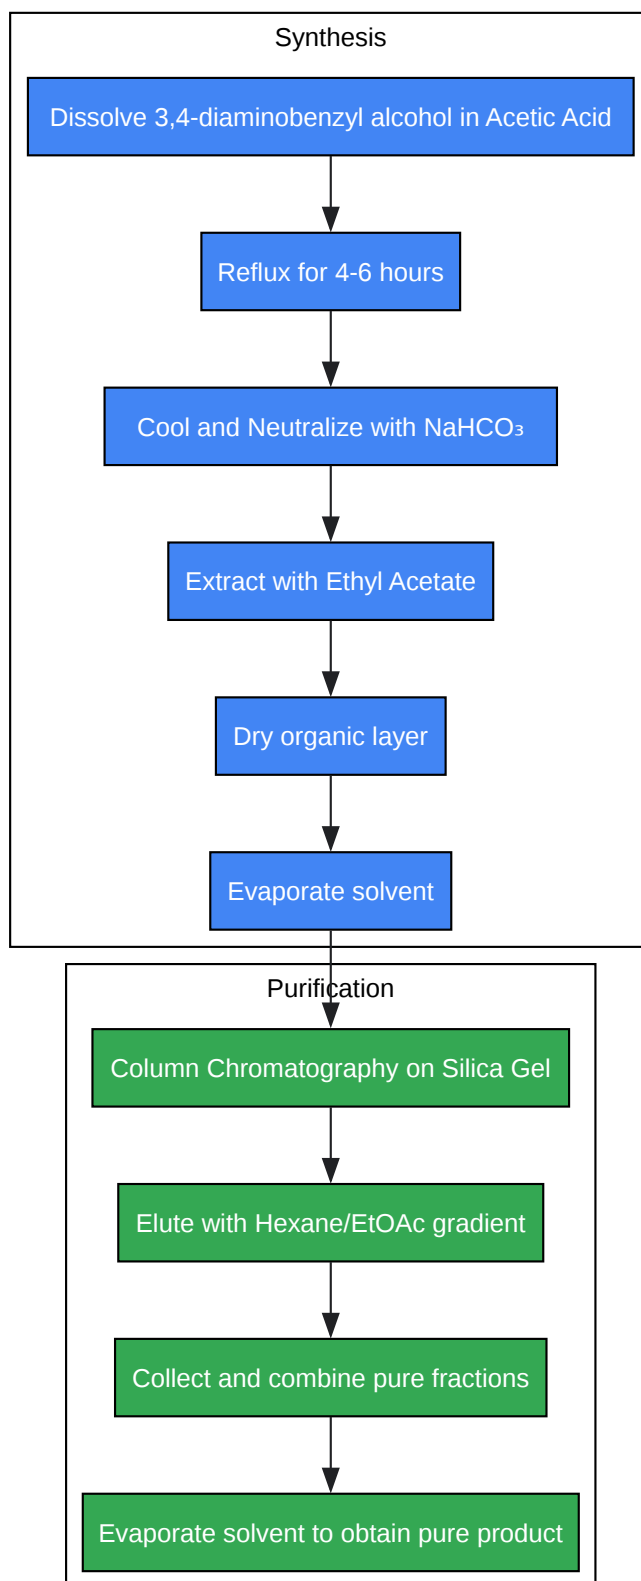 Synthesis
Dissolve 3,4-diaminobenzyl alcohol in Acetic Acid
Reflux for 4-6 hours
Cool and Neutralize with NaHCO₃
Extract with Ethyl Acetate
Dry organic layer
Evaporate solvent
Purification
Column Chromatography on Silica Gel
Elute with Hexane/EtOAc gradient
Collect and combine pure fractions
Evaporate solvent to obtain pure product